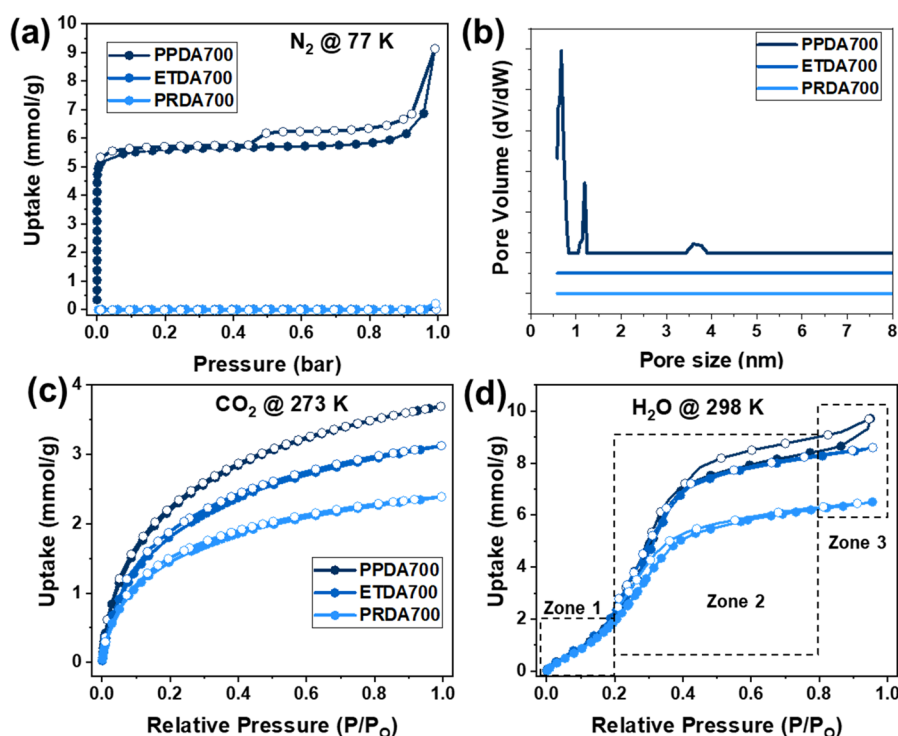 (a)
N₂ @ 77 K
PPDA700
ETDA700
PRDA700
Uptake (mmol/g)
10
9
8
7
6
5
4
3
2
1
0
0.0 0.2 0.4 0.6 0.8 1.0
Pressure (bar)
(b)
PPDA700
ETDA700
PRDA700
Pore Volume (dV/dW)
0 1 2 3 4 5 6 7 8
Pore size (nm)
(c)
CO₂ @ 273 K
Uptake (mmol/g)
4
3
2
1
0
PPDA700
ETDA700
PRDA700
0.0 0.2 0.4 0.6 0.8 1.0
Relative Pressure (P/P_O)
(d)
H₂O @ 298 K
Uptake (mmol/g)
10
8
6
4
2
0
Zone 1
Zone 2
Zone 3
0.0 0.2 0.4 0.6 0.8 1.0
Relative Pressure (P/P_O)